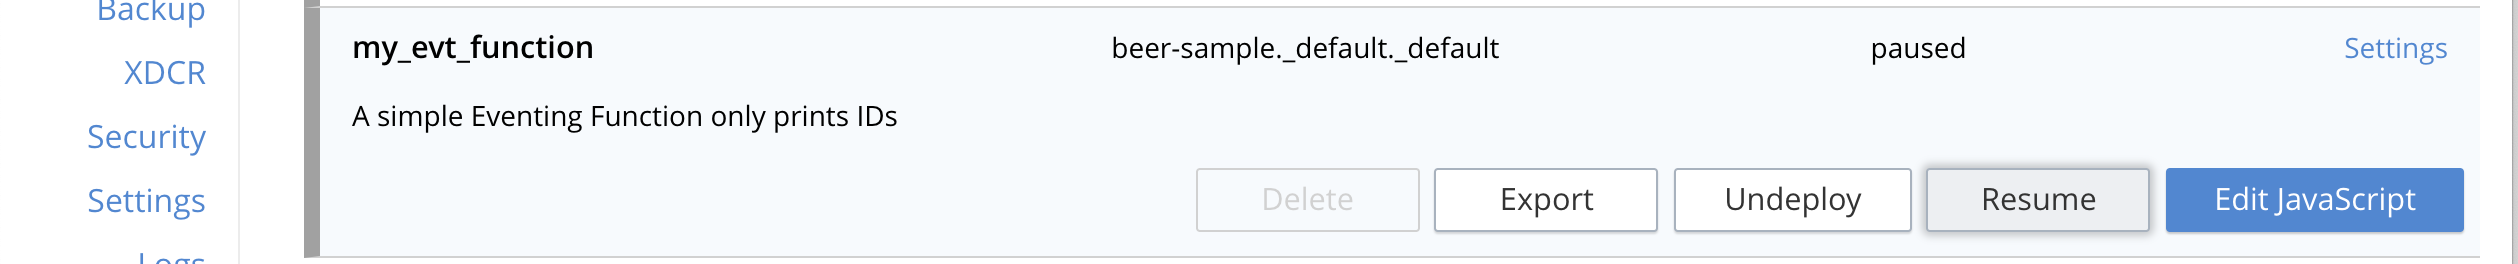 Backup
XDCR
Security
Settings
Logs
my_evt_function beer-sample._default._default paused Settings
A simple Eventing Function only prints IDs
Delete Export Undeploy Resume Edit JavaScript